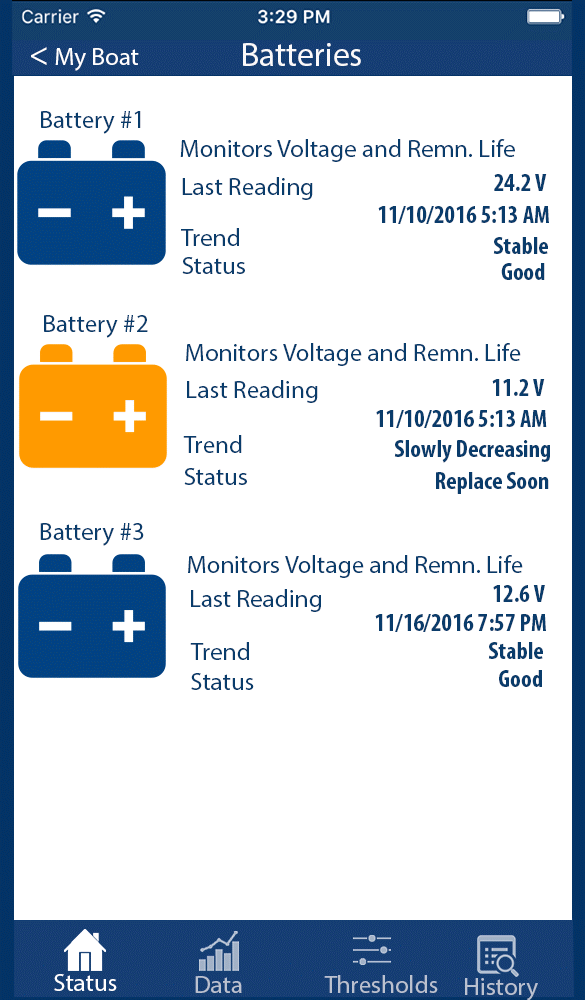 Carrier 3:29 PM
< My Boat Batteries
Battery #1
Monitors Voltage and Remn. Life
Last Reading 24.2 V
11/10/2016 5:13 AM
Trend Stable
Status Good
Battery #2
Monitors Voltage and Remn. Life
Last Reading 11.2 V
11/10/2016 5:13 AM
Trend Slowly Decreasing
Status Replace Soon
Battery #3
Monitors Voltage and Remn. Life
Last Reading 12.6 V
11/16/2016 7:57 PM
Trend Stable
Status Good
Status Data Thresholds History